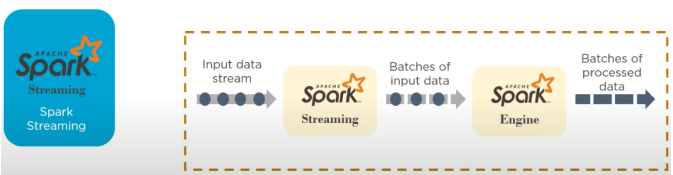 APACHE
Spark
Streaming
Spark
Streaming
Input data
stream
APACHE
Spark
Streaming
Batches of
input data
APACHE
Spark
Engine
Batches of
processed
data